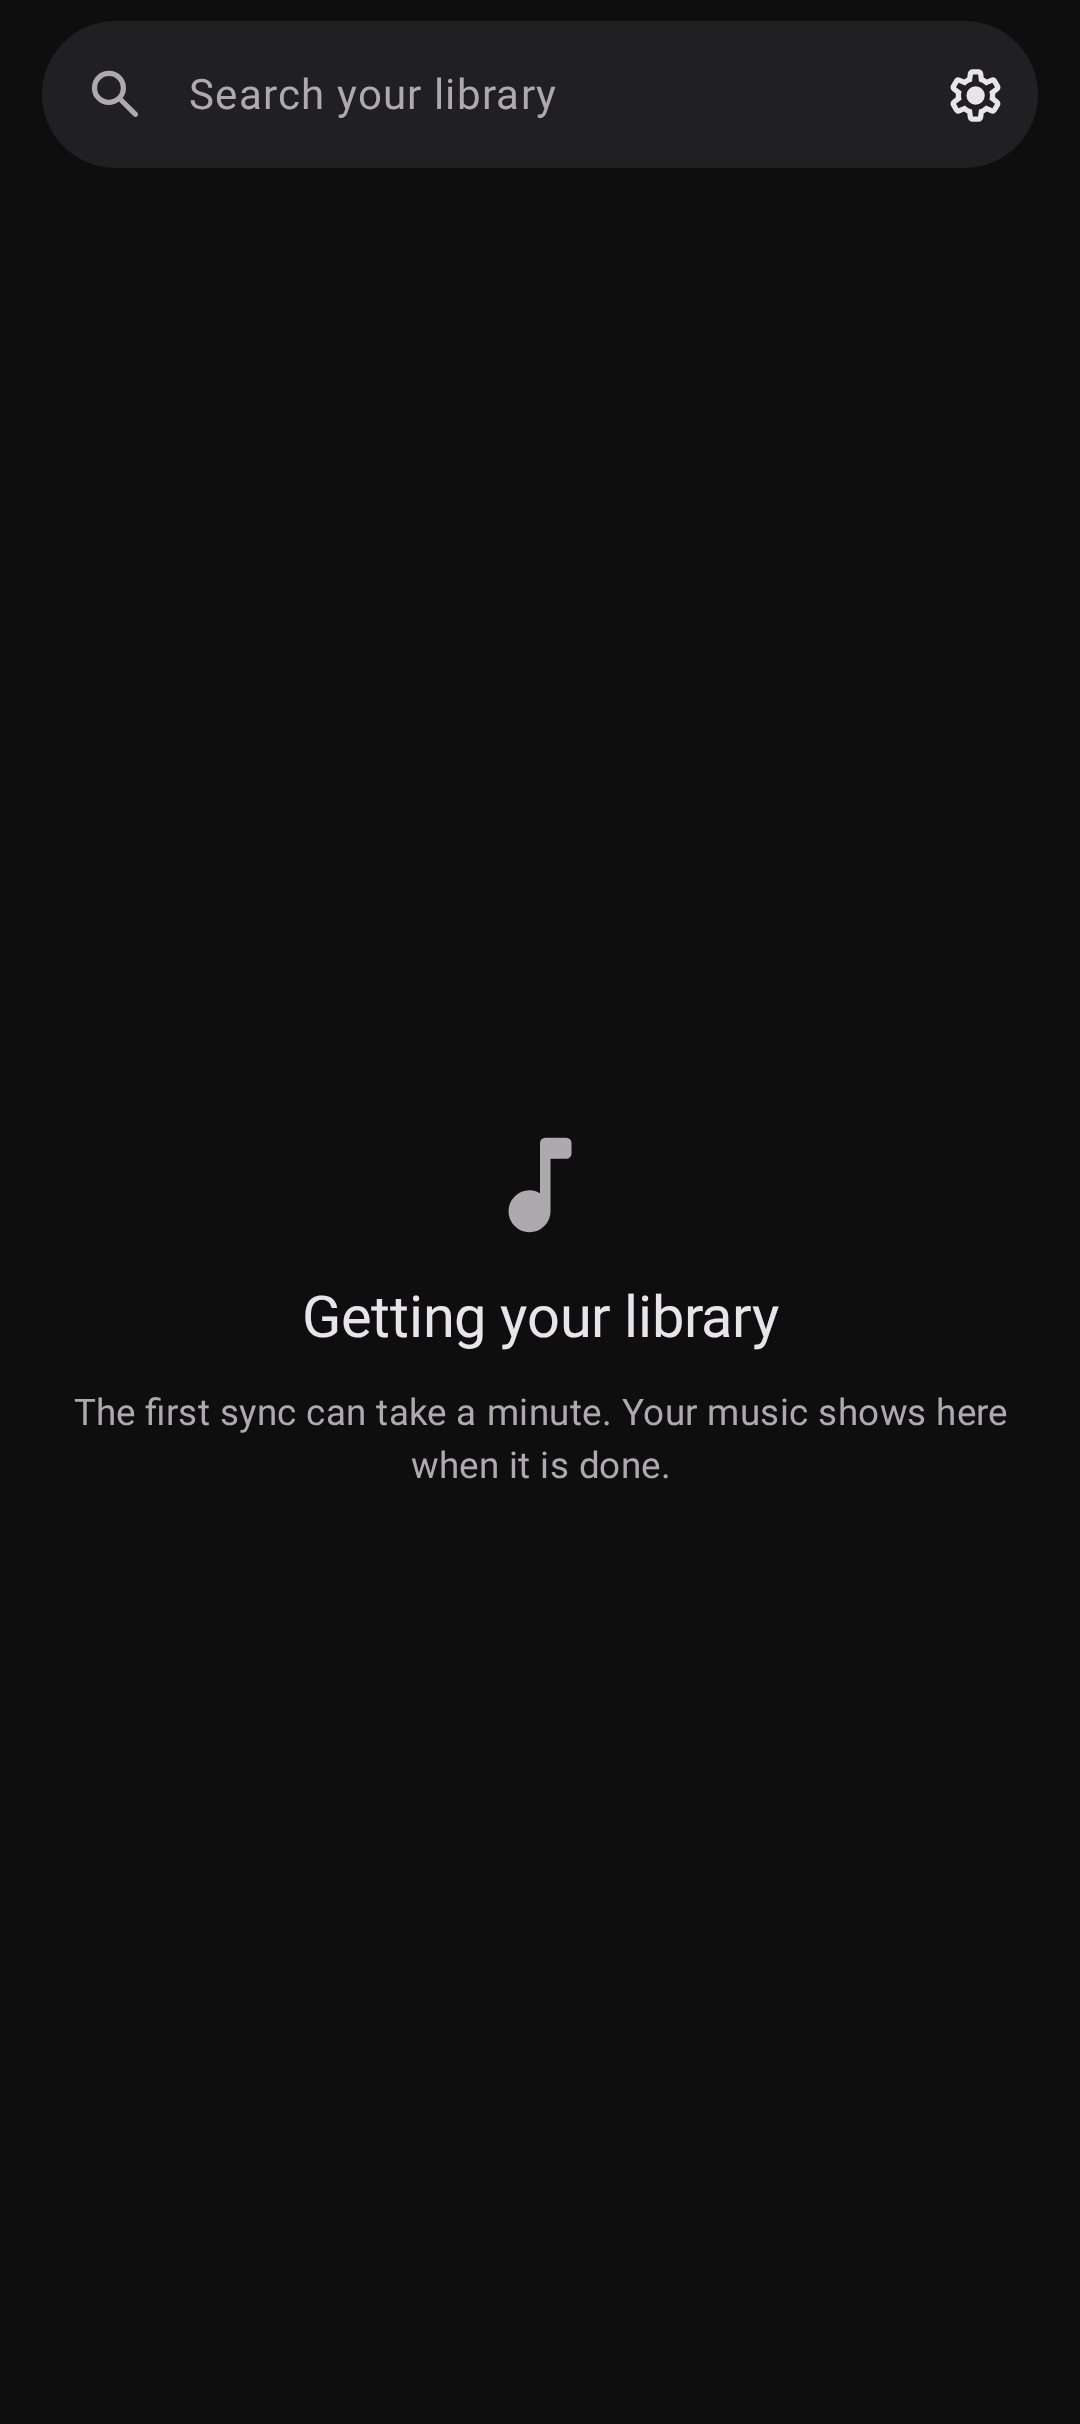 Search your library
Getting your library
The first sync can take a minute. Your music shows here
when it is done.